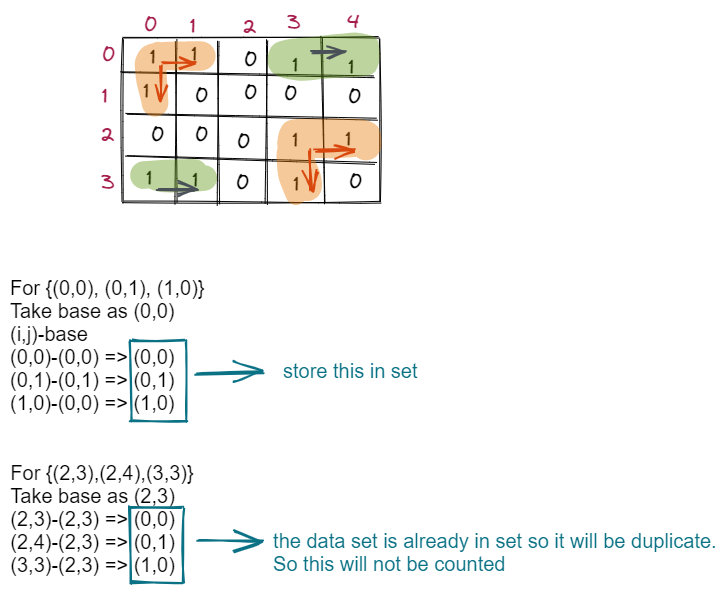 0 1 2 3 4
0 1 1 0 1 1
1 1 0 0 0 0
2 0 0 0 1 1
3 1 1 0 1 0
For {(0,0), (0,1), (1,0)}
Take base as (0,0)
(i,j)-base
(0,0)-(0,0) => (0,0)
(0,1)-(0,1) => (0,1)
(1,0)-(0,0) => (1,0)
store this in set
For {(2,3),(2,4),(3,3)}
Take base as (2,3)
(2,3)-(2,3) => (0,0)
(2,4)-(2,3) => (0,1)
(3,3)-(2,3) => (1,0)
the data set is already in set so it will be duplicate.
So this will not be counted